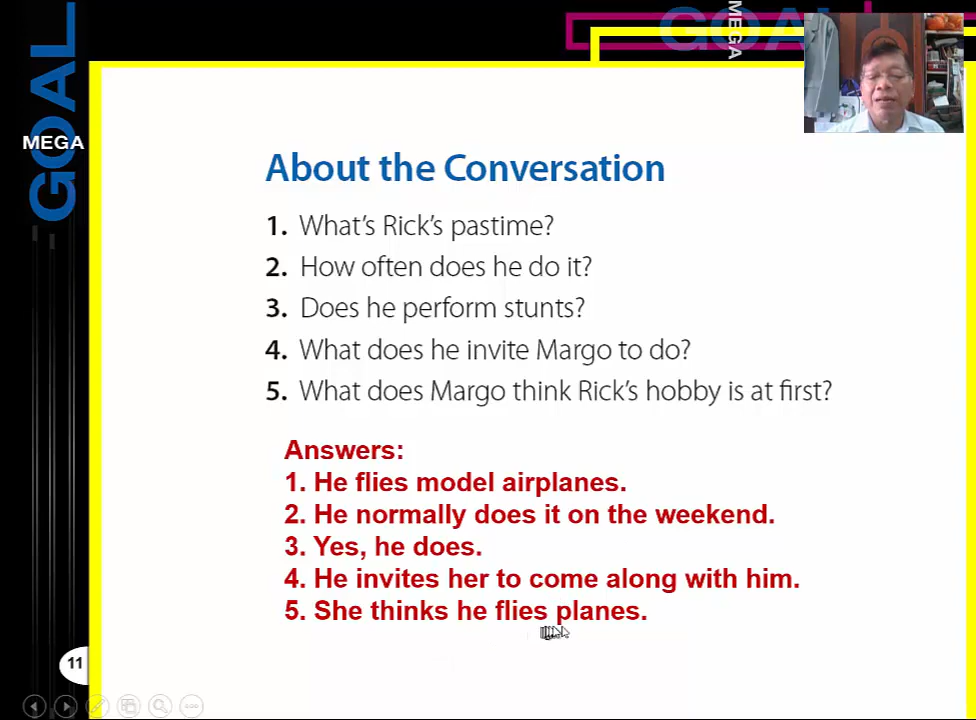 GOAL
MEGA
GOAL
MEGA
About the Conversation
1. What's Rick's pastime?
2. How often does he do it?
3. Does he perform stunts?
4. What does he invite Margo to do?
5. What does Margo think Rick's hobby is at first?
Answers:
1. He flies model airplanes.
2. He normally does it on the weekend.
3. Yes, he does.
4. He invites her to come along with him.
5. She thinks he flies planes.
11